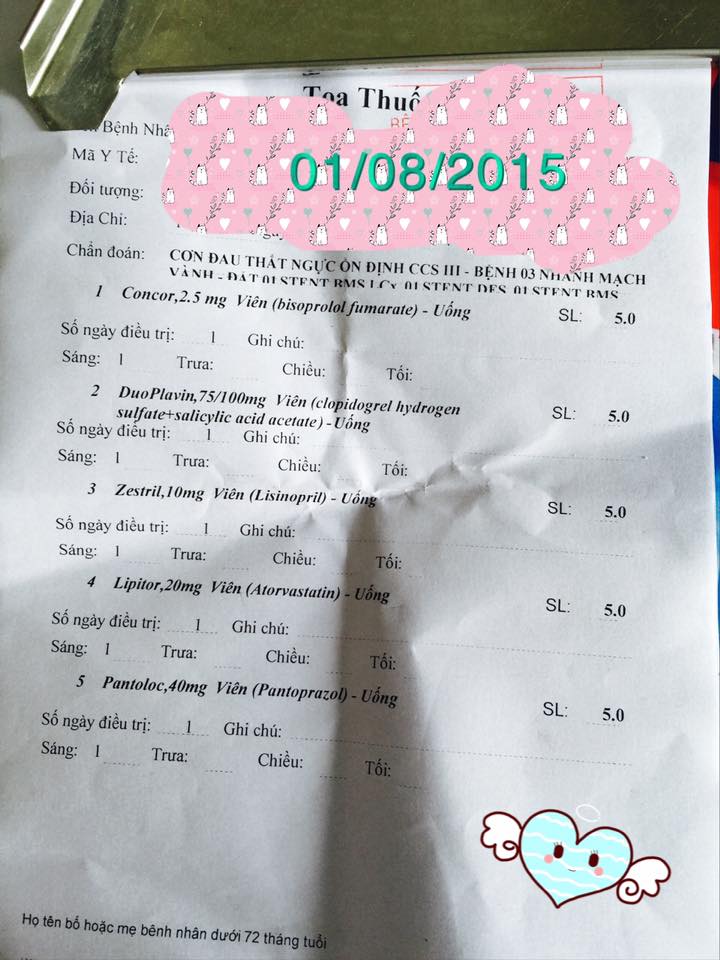 Toa Thuố
Bệnh Nhâ
BỆ
Mã Y Tế:
01/08/2015
Đối tượng:
Địa Chỉ:
Chẩn đoán: CƠN ĐAU THẮT NGỰC ỔN ĐỊNH CCS III - BỆNH 03 NHÁNH MẠCH
VÀNH - ĐẶT 01 STENT BMS LCx, 01 STENT DES, 01 STENT BMS
1 Concor,2.5 mg Viên (bisoprolol fumarate) - Uống SL: 5.0
Số ngày điều trị: 1 Ghi chú:
Sáng: 1 Trưa: Chiều: Tối:
2 DuoPlavin,75/100mg Viên (clopidogrel hydrogen SL: 5.0
sulfate+salicylic acid acetate) - Uống
Số ngày điều trị: 1 Ghi chú:
Sáng: 1 Trưa: Chiều: Tối:
3 Zestril,10mg Viên (Lisinopril) - Uống SL: 5.0
Số ngày điều trị: 1 Ghi chú:
Sáng: 1 Trưa: Chiều: Tối:
4 Lipitor,20mg Viên (Atorvastatin) - Uống SL: 5.0
Số ngày điều trị: 1 Ghi chú:
Sáng: 1 Trưa: Chiều: Tối:
5 Pantoloc,40mg Viên (Pantoprazol) - Uống SL: 5.0
Số ngày điều trị: 1 Ghi chú:
Sáng: 1 Trưa: Chiều: Tối:
Họ tên bố hoặc mẹ bênh nhân dưới 72 tháng tuổi